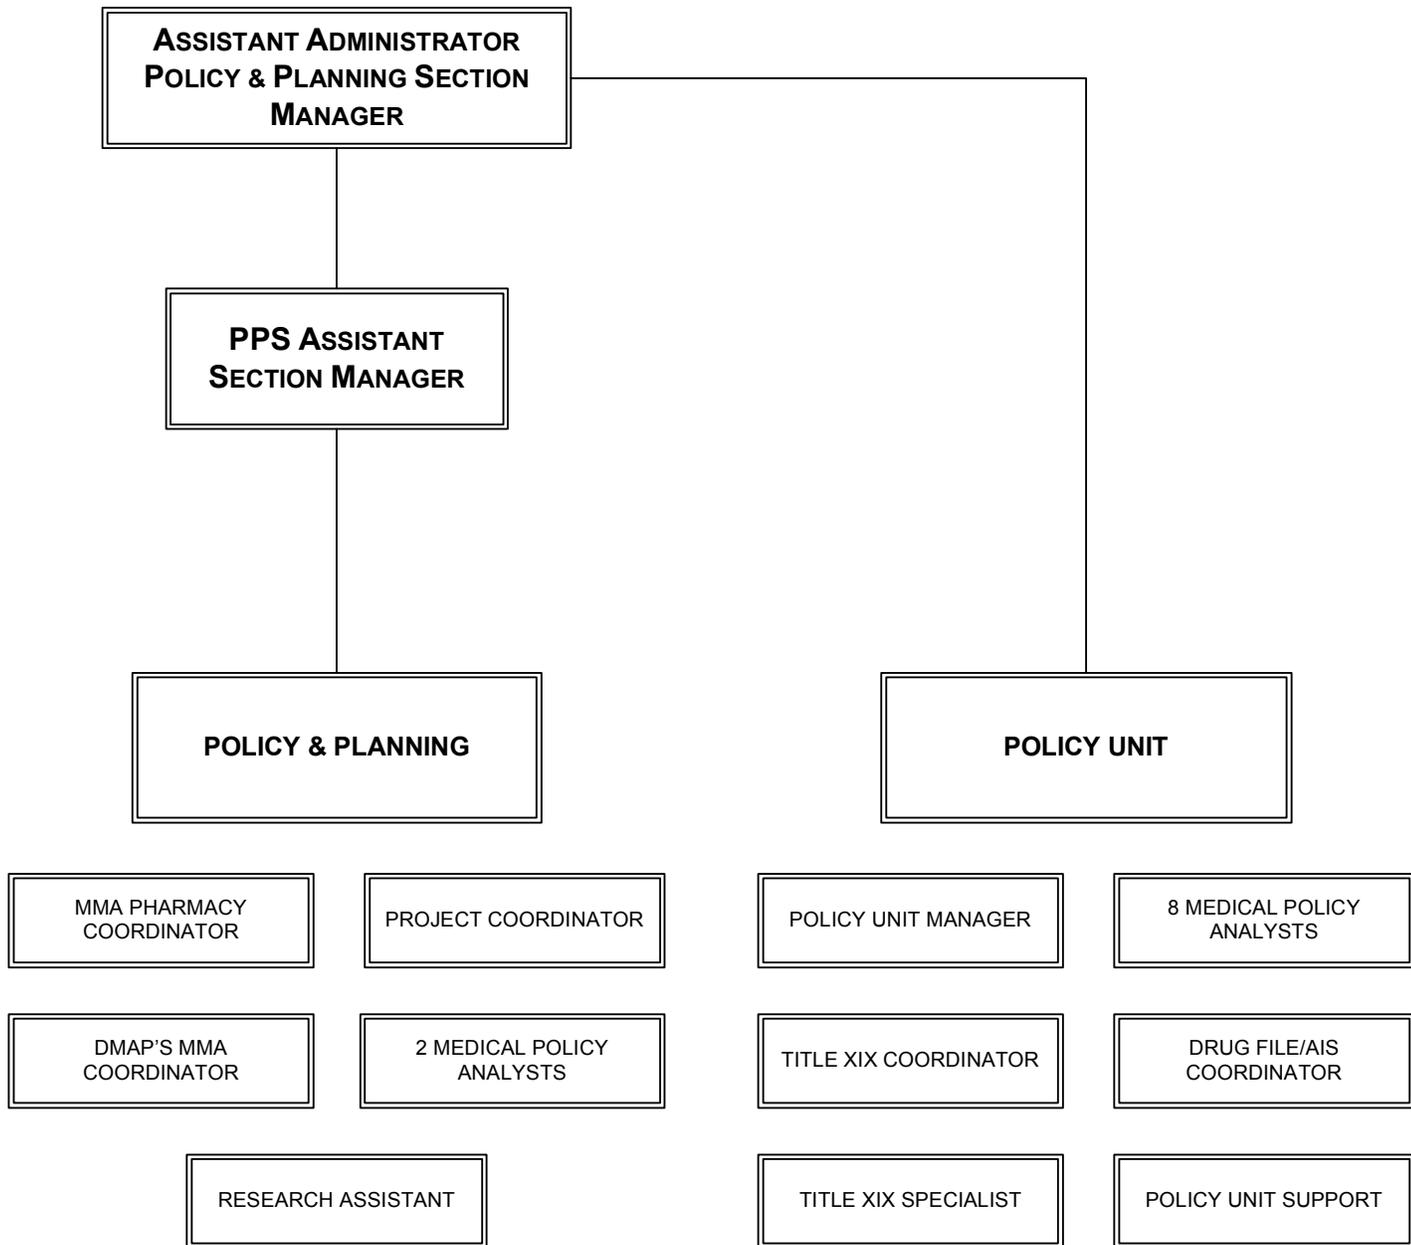 ASSISTANT ADMINISTRATOR
POLICY & PLANNING SECTION
MANAGER
PPS ASSISTANT
SECTION MANAGER
POLICY & PLANNING
POLICY UNIT
MMA PHARMACY
COORDINATOR
PROJECT COORDINATOR
POLICY UNIT MANAGER
8 MEDICAL POLICY
ANALYSTS
DMAP'S MMA
COORDINATOR
2 MEDICAL POLICY
ANALYSTS
TITLE XIX COORDINATOR
DRUG FILE/AIS
COORDINATOR
RESEARCH ASSISTANT
TITLE XIX SPECIALIST
POLICY UNIT SUPPORT